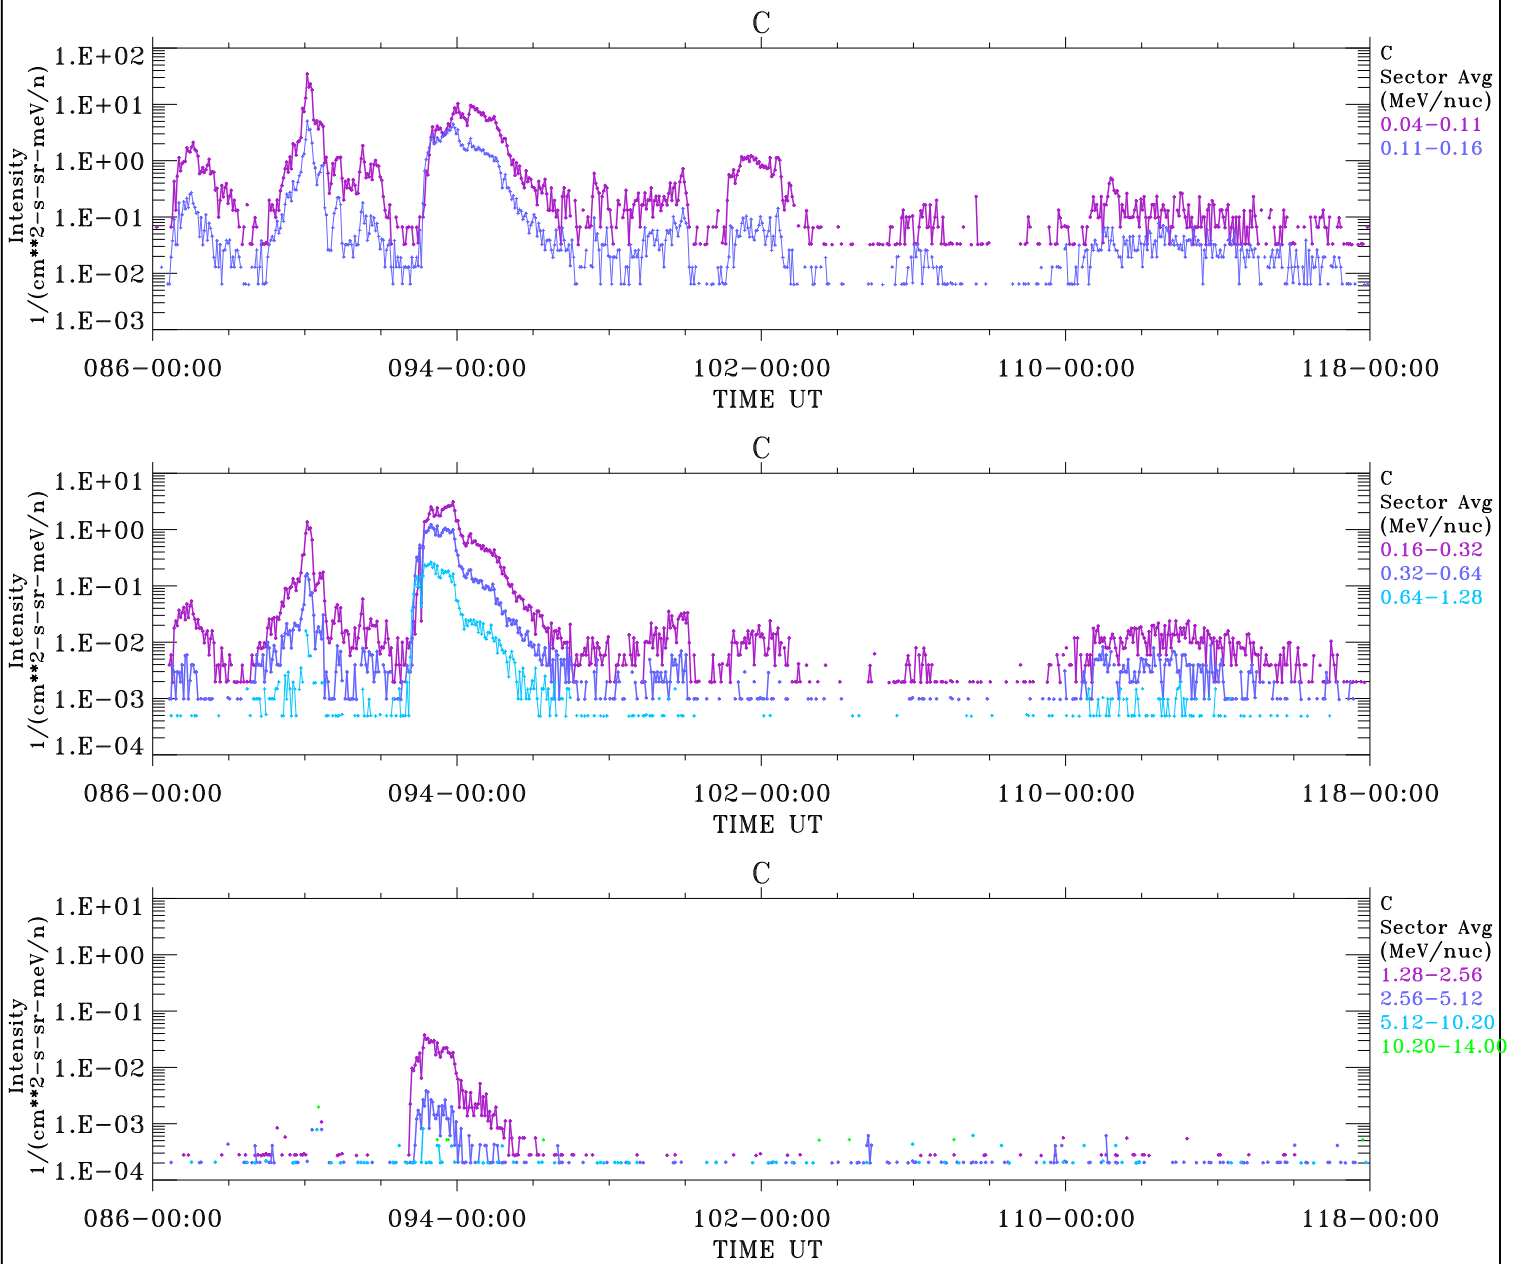 C
1.E+02
1.E+01
1.E+00
1.E-01
1.E-02
1.E-03
Intensity
1/(cm**2-s-sr-meV/n)
086-00:00
094-00:00
102-00:00
110-00:00
118-00:00
TIME UT
C
Sector Avg
(MeV/nuc)
0.04-0.11
0.11-0.16
C
1.E+01
1.E+00
1.E-01
1.E-02
1.E-03
1.E-04
Intensity
1/(cm**2-s-sr-meV/n)
086-00:00
094-00:00
102-00:00
110-00:00
118-00:00
TIME UT
C
Sector Avg
(MeV/nuc)
0.16-0.32
0.32-0.64
0.64-1.28
C
1.E+01
1.E+00
1.E-01
1.E-02
1.E-03
1.E-04
Intensity
1/(cm**2-s-sr-meV/n)
086-00:00
094-00:00
102-00:00
110-00:00
118-00:00
TIME UT
C
Sector Avg
(MeV/nuc)
1.28-2.56
2.56-5.12
5.12-10.20
10.20-14.00